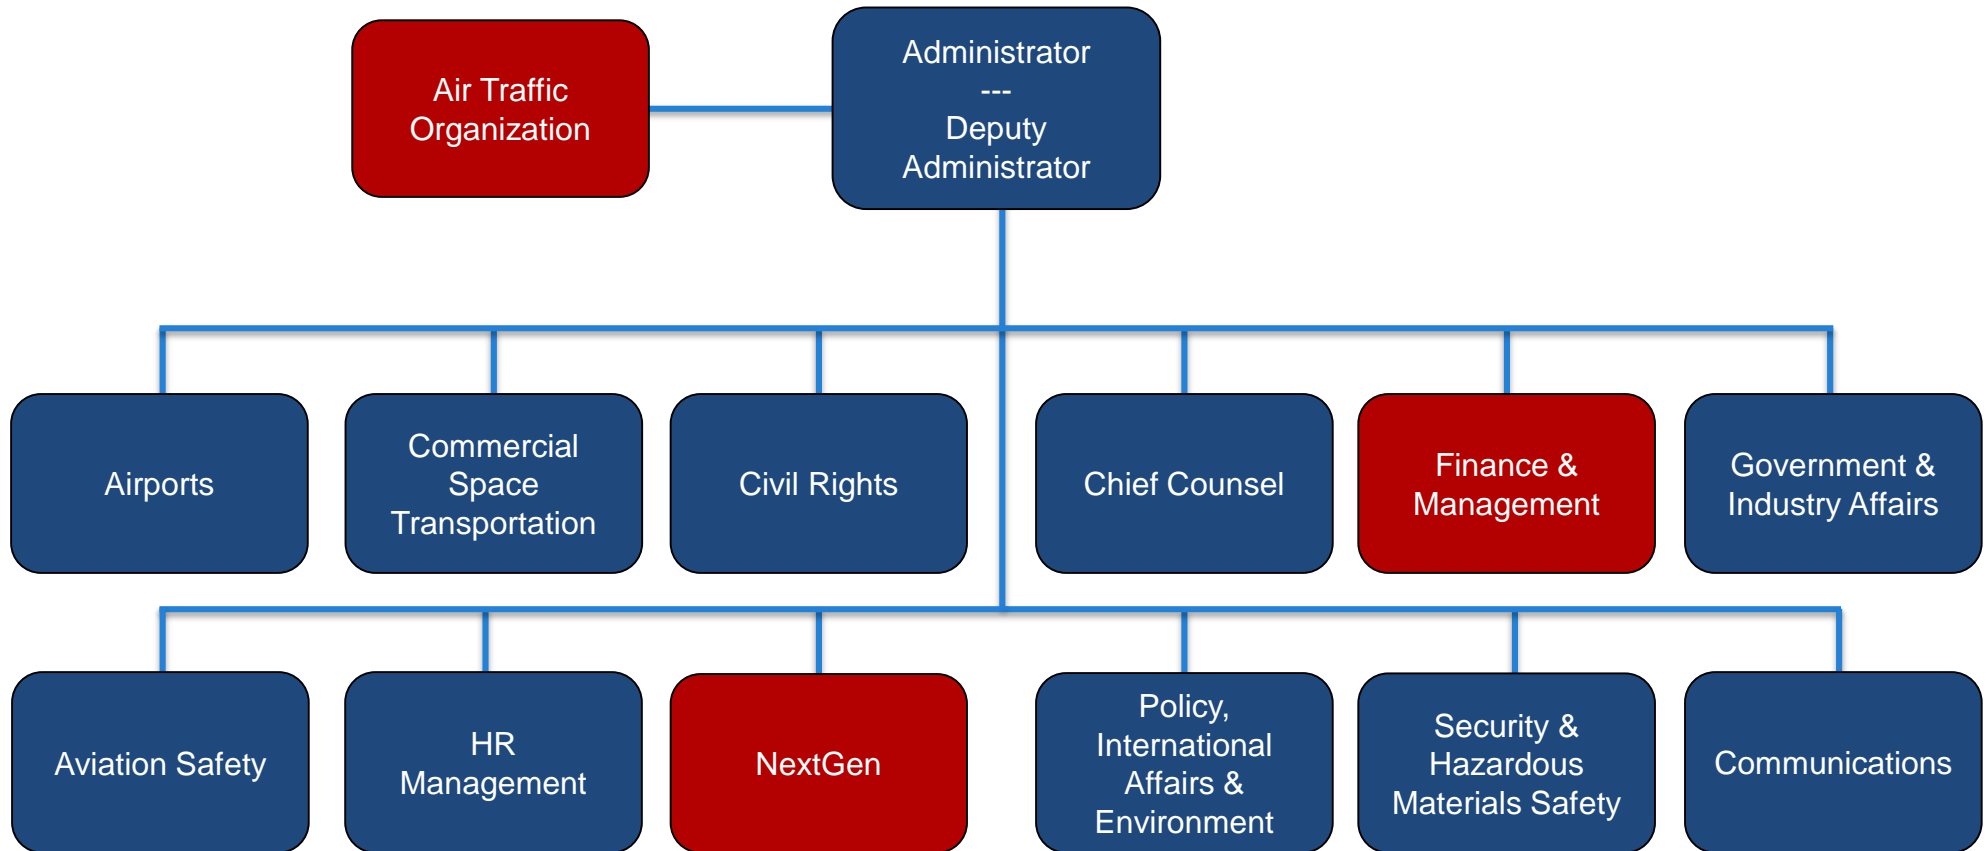 Air Traffic
Organization
Administrator
---
Deputy
Administrator
Airports
Commercial
Space
Transportation
Civil Rights
Chief Counsel
Finance &
Management
Government &
Industry Affairs
Aviation Safety
HR
Management
NextGen
Policy,
International
Affairs &
Environment
Security &
Hazardous
Materials Safety
Communications